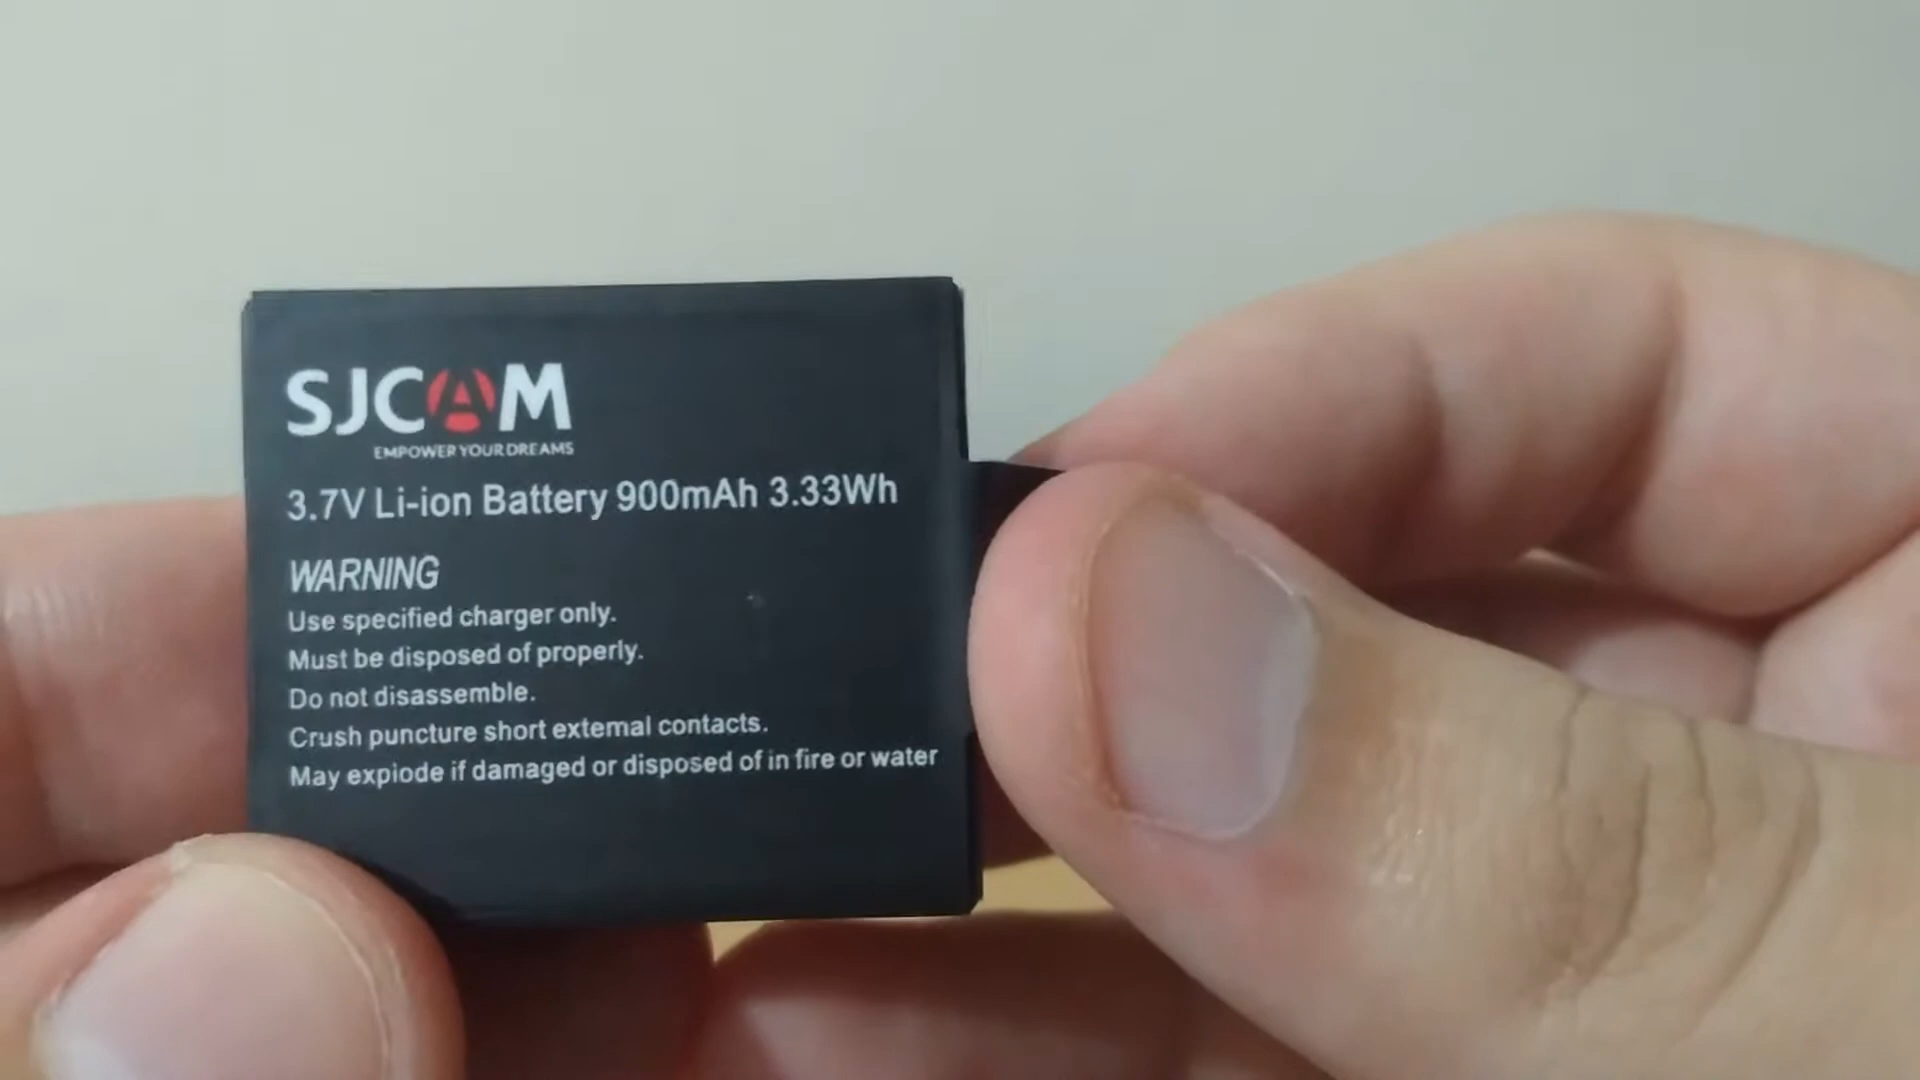 SJCAM
EMPOWER YOUR DREAMS
3.7V Li-ion Battery 900mAh 3.33Wh
WARNING
Use specified charger only.
Must be disposed of properly.
Do not disassemble.
Crush puncture short external contacts.
May expiode if damaged or disposed of in fire or water